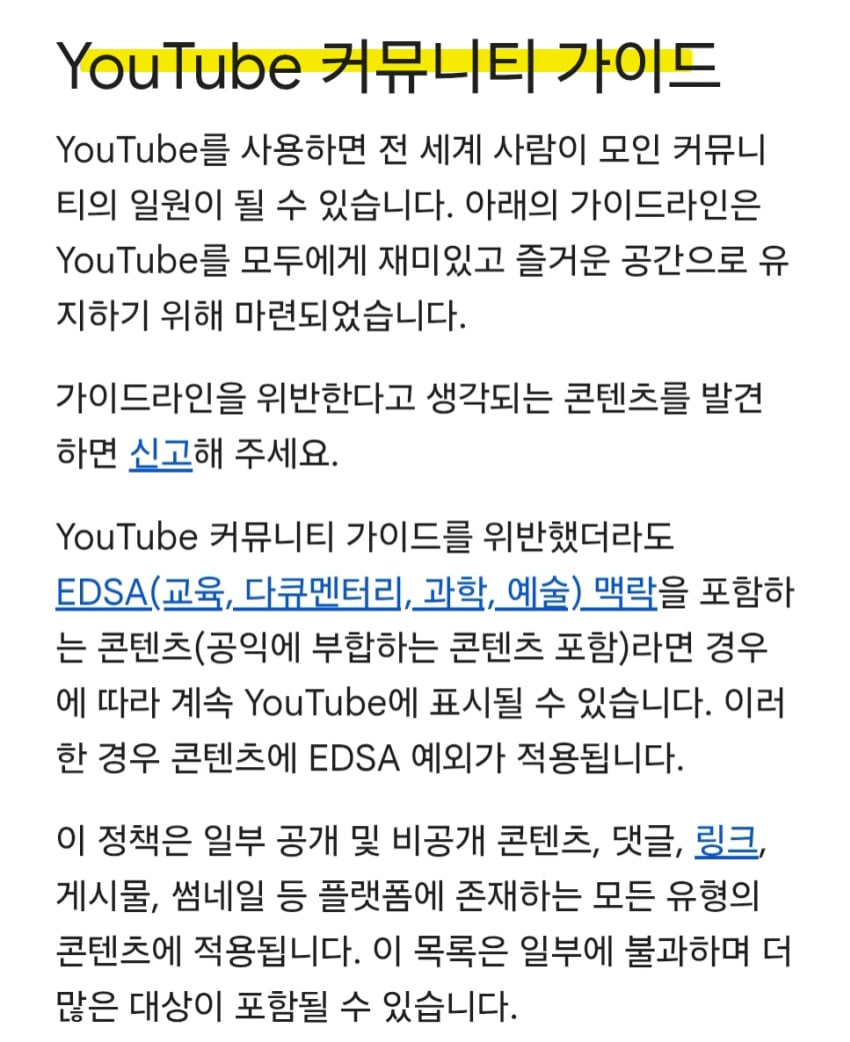 YouTube 커뮤니티 가이드
YouTube를 사용하면 전 세계 사람이 모인 커뮤니
티의 일원이 될 수 있습니다. 아래의 가이드라인은
YouTube를 모두에게 재미있고 즐거운 공간으로 유
지하기 위해 마련되었습니다.
가이드라인을 위반한다고 생각되는 콘텐츠를 발견
하면 신고해 주세요.
YouTube 커뮤니티 가이드를 위반했더라도
EDSA(교육, 다큐멘터리, 과학, 예술) 맥락을 포함하
는 콘텐츠(공익에 부합하는 콘텐츠 포함)라면 경우
에 따라 계속 YouTube에 표시될 수 있습니다. 이러
한 경우 콘텐츠에 EDSA 예외가 적용됩니다.
이 정책은 일부 공개 및 비공개 콘텐츠, 댓글, 링크,
게시물, 썸네일 등 플랫폼에 존재하는 모든 유형의
콘텐츠에 적용됩니다. 이 목록은 일부에 불과하며 더
많은 대상이 포함될 수 있습니다.